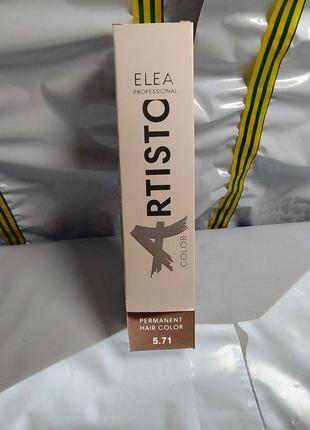 ELEA
PROFESSIONAL
ARTISTO
COLOR
PERMANENT
HAIR COLOR
5.71